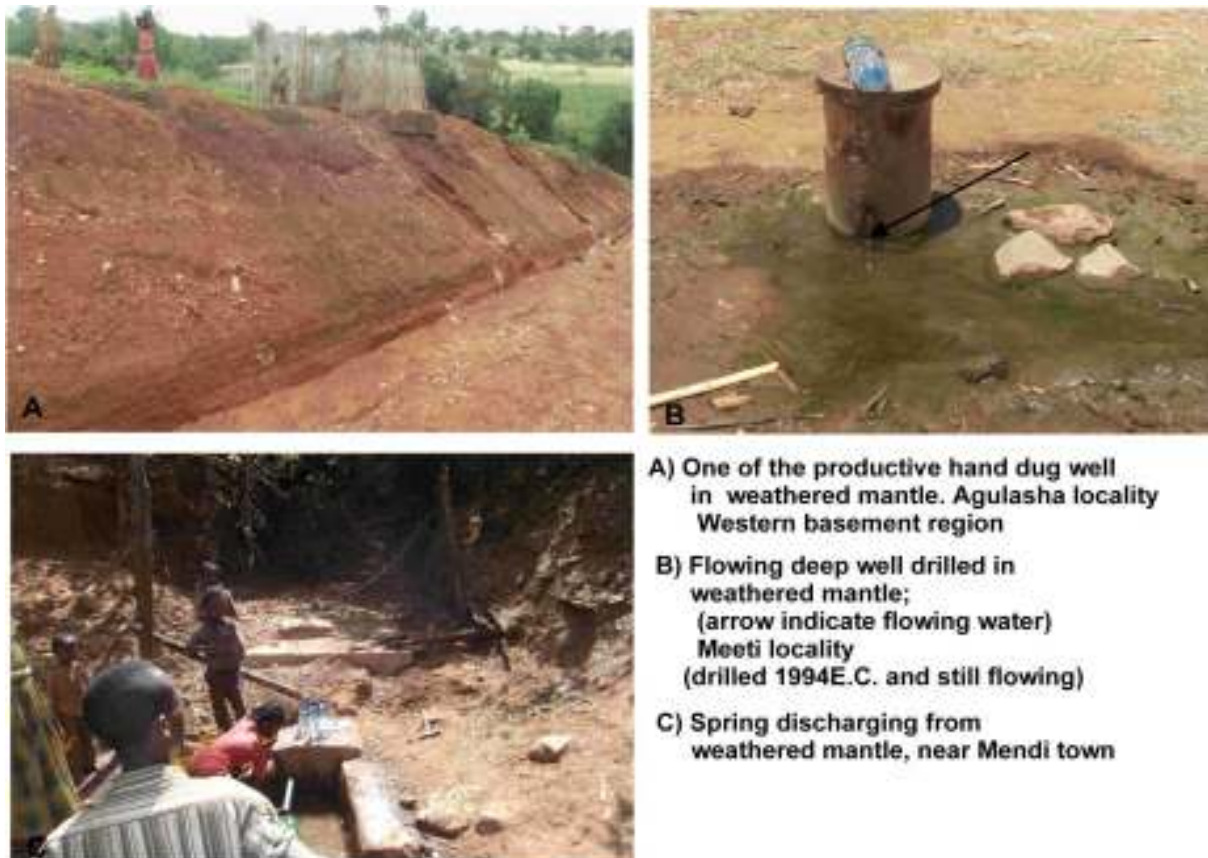 A
B
A) One of the productive hand dug well
in weathered mantle. Agulasha locality
Western basement region
B) Flowing deep well drilled in
weathered mantle;
(arrow indicate flowing water)
Meeti locality
(drilled 1994E.C. and still flowing)
C) Spring discharging from
weathered mantle, near Mendi town
C